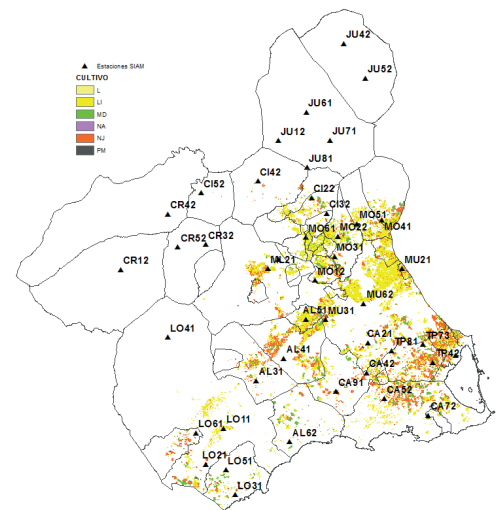 JU42
Estaciones SIAM
CULTIVO
L
LI
MD
NA
NJ
PM
JU52
JU61
JU12
JU71
JU81
CI42
CI52
CI22
CR42
CI32
MO51
MO22
MO41
MO61
CR52
CR32
MO31
ML21
CR12
MO12
MU21
MU62
AL51
MU31
LO41
CA21
TP73
TP81
AL41
TP42
CA42
AL31
CA91
CA52
LO11
CA72
LO61
AL62
LO21
LO51
LO31